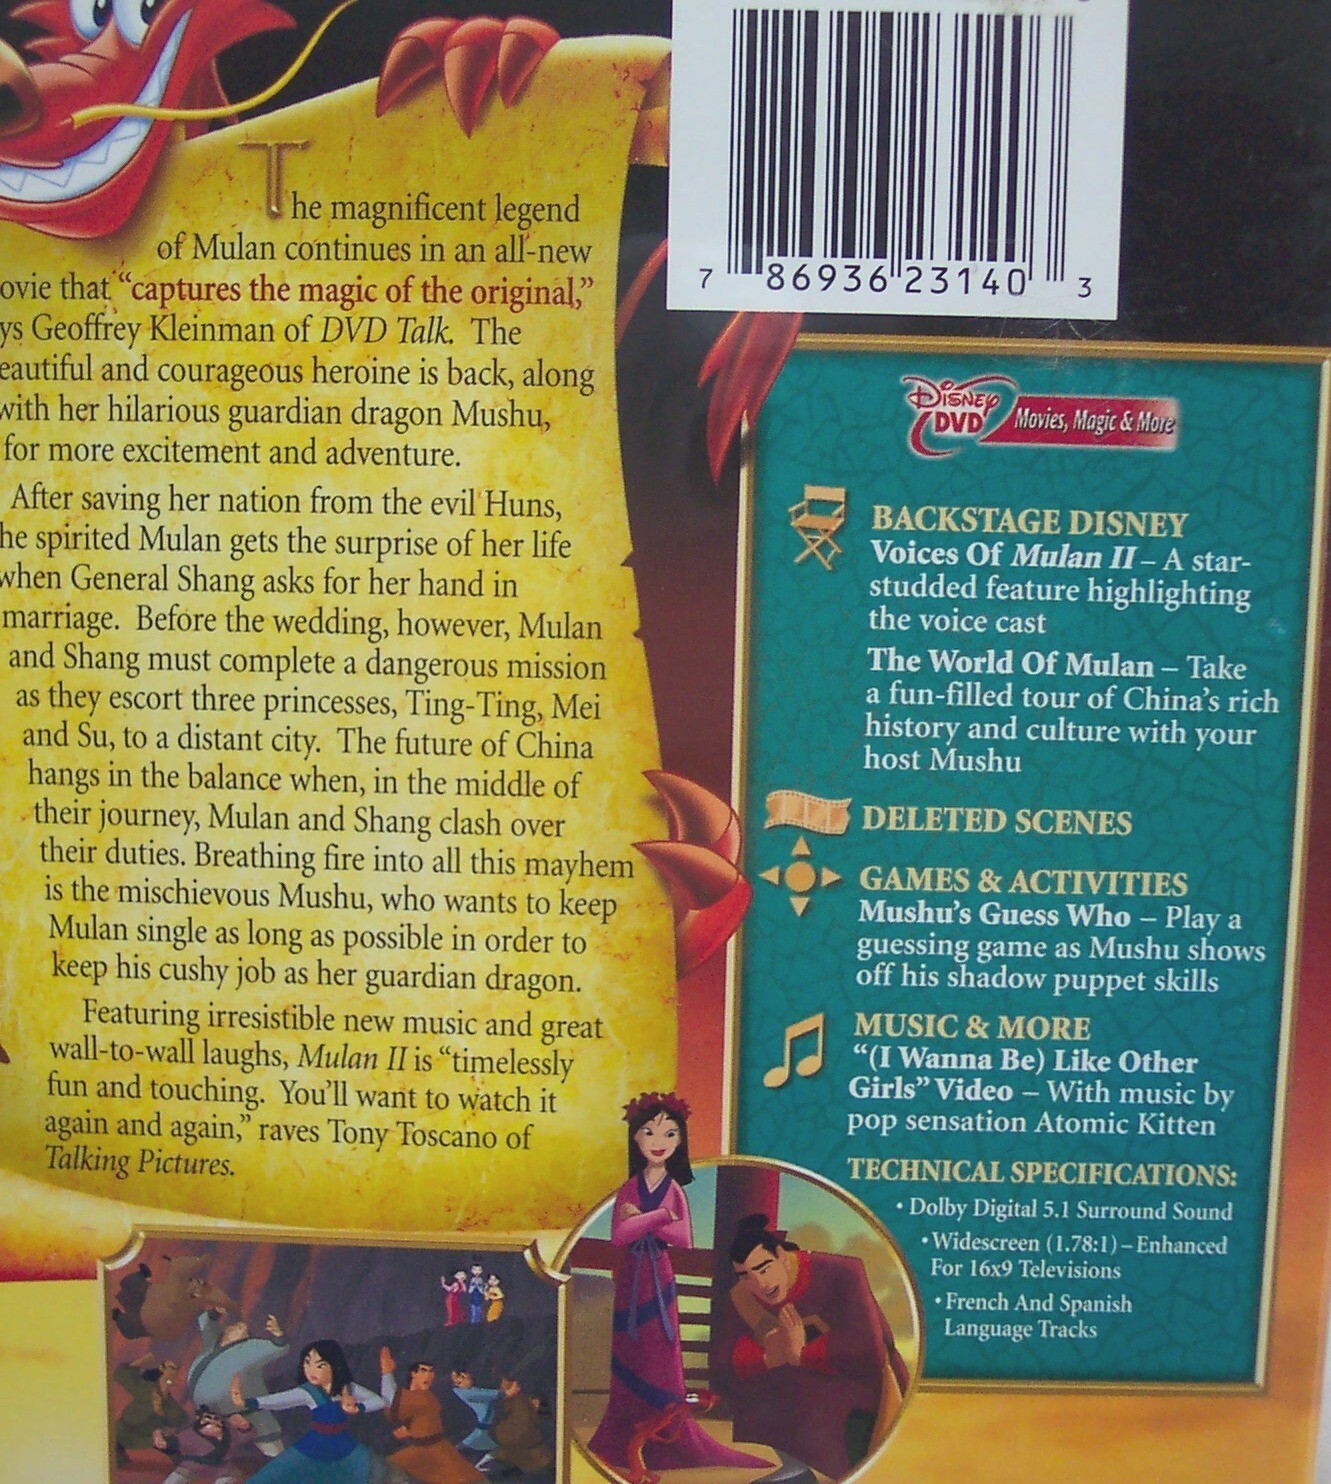 7 86936 23140 3
The magnificent legend
of Mulan continues in an all-new
ovie that "captures the magic of the original,"
ys Geoffrey Kleinman of DVD Talk. The
eautiful and courageous heroine is back, along
with her hilarious guardian dragon Mushu,
for more excitement and adventure.
After saving her nation from the evil Huns,
he spirited Mulan gets the surprise of her life
when General Shang asks for her hand in
marriage. Before the wedding, however, Mulan
and Shang must complete a dangerous mission
as they escort three princesses, Ting-Ting, Mei
and Su, to a distant city. The future of China
hangs in the balance when, in the middle of
their journey, Mulan and Shang clash over
their duties. Breathing fire into all this mayhem
is the mischievous Mushu, who wants to keep
Mulan single as long as possible in order to
keep his cushy job as her guardian dragon.
Featuring irresistible new music and great
wall-to-wall laughs, Mulan II is "timelessly
fun and touching. You'll want to watch it
again and again," raves Tony Toscano of
Talking Pictures.
Disney
DVD Movies, Magic & More
BACKSTAGE DISNEY
Voices Of Mulan II – A star-
studded feature highlighting
the voice cast
The World Of Mulan – Take
a fun-filled tour of China's rich
history and culture with your
host Mushu
DELETED SCENES
GAMES & ACTIVITIES
Mushu's Guess Who – Play a
guessing game as Mushu shows
off his shadow puppet skills
MUSIC & MORE
"(I Wanna Be) Like Other
Girls" Video – With music by
pop sensation Atomic Kitten
TECHNICAL SPECIFICATIONS:
• Dolby Digital 5.1 Surround Sound
• Widescreen (1.78:1) – Enhanced
For 16x9 Televisions
• French And Spanish
Language Tracks